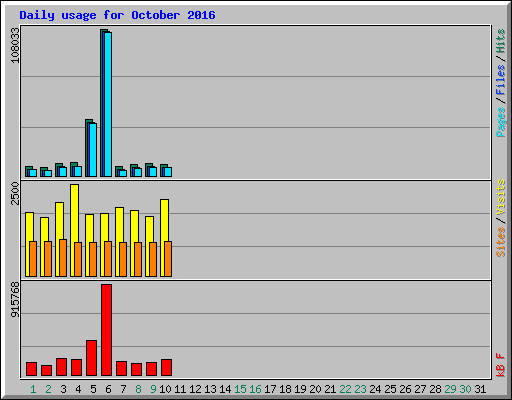 Daily usage for October 2016
108033
Pages/Files/Hits
2500
Sites/Visits
915768
kB F
1 2 3 4 5 6 7 8 9 10 11 12 13 14 15 16 17 18 19 20 21 22 23 24 25 26 27 28 29 30 31